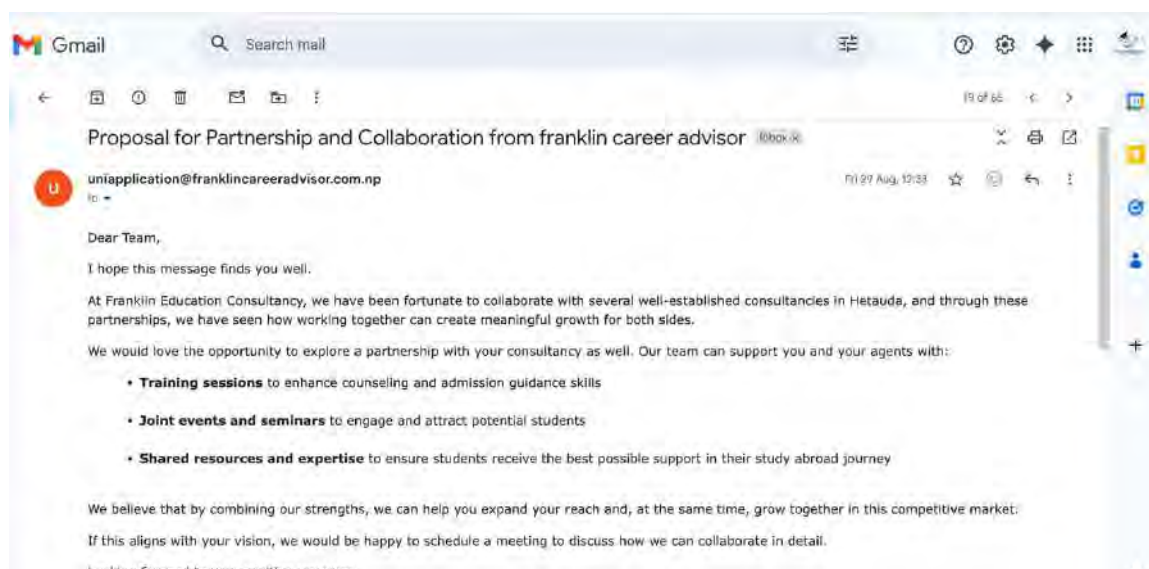 Gmail
Search mail
19 of 66
Proposal for Partnership and Collaboration from franklin career advisor Inbox x
U
uniapplication@franklincareeradvisor.com.np
Aug,
to
Dear Team,
I hope this message finds you well.
At Franklin Education Consultancy, we have been fortunate to collaborate with several well-established consultancies in Hetauda, and through these
partnerships, we have seen how working together can create meaningful growth for both sides.
We would love the opportunity to explore a partnership with your consultancy as well. Our team can support you and your agents with:
• Training sessions to enhance counseling and admission guidance skills
• Joint events and seminars to engage and attract potential students
• Shared resources and expertise to ensure students receive the best possible support in their study abroad journey
We believe that by combining our strengths, we can help you expand your reach and, at the same time, grow together in this competitive market.
If this aligns with your vision, we would be happy to schedule a meeting to discuss how we can collaborate in detail.